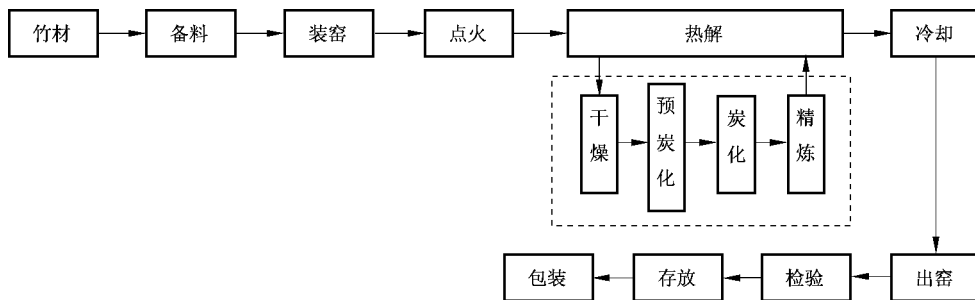 竹材
备料
装窑
点火
热解
冷却
干燥
预炭化
炭化
精炼
包装
存放
检验
出窑